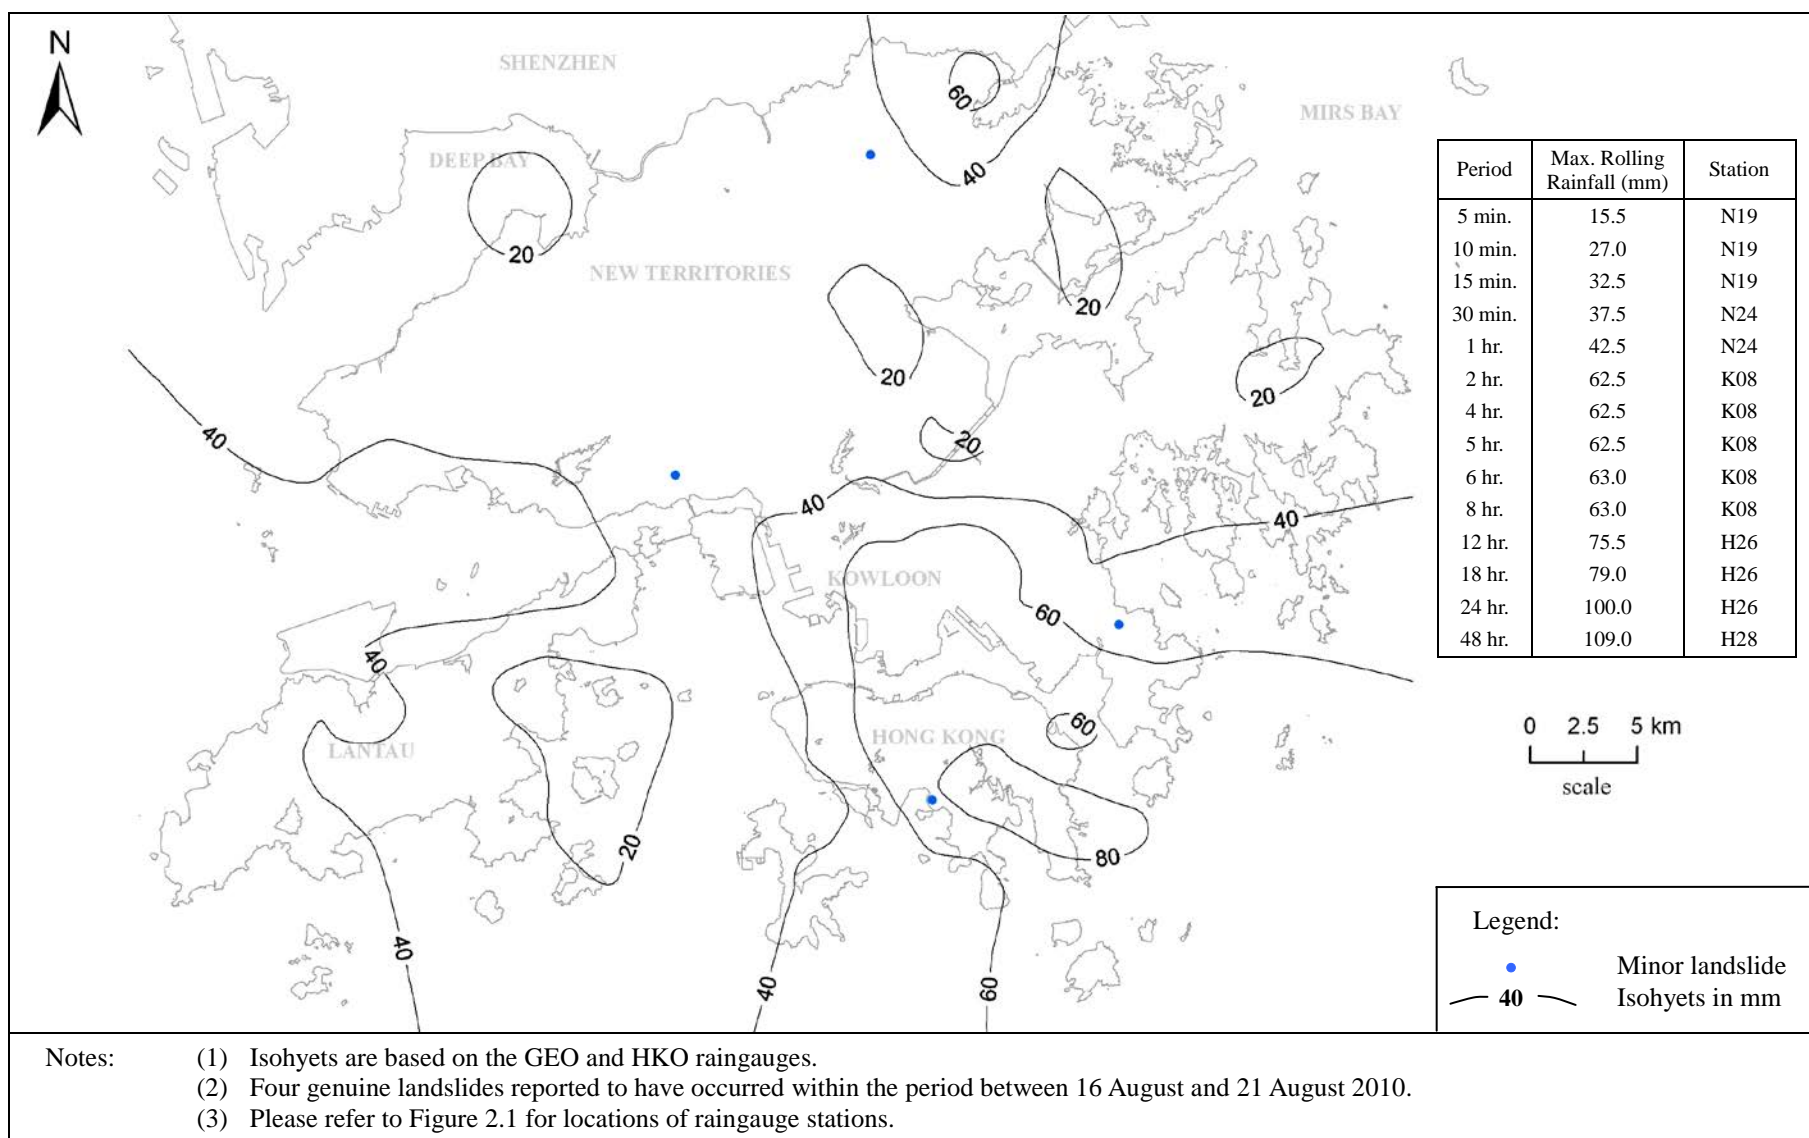 N
SHENZHEN
MIRS BAY
DEEP BAY
NEW TERRITORIES
KOWLOON
HONG KONG
LANTAU
60
40
20
20
20
20
20
40
40
40
60
40
60
80
20
40
40
60
Period Max. Rolling Rainfall (mm) Station
5 min. 15.5 N19
10 min. 27.0 N19
15 min. 32.5 N19
30 min. 37.5 N24
1 hr. 42.5 N24
2 hr. 62.5 K08
4 hr. 62.5 K08
5 hr. 62.5 K08
6 hr. 63.0 K08
8 hr. 63.0 K08
12 hr. 75.5 H26
18 hr. 79.0 H26
24 hr. 100.0 H26
48 hr. 109.0 H28
0 2.5 5 km
scale
Legend:
Minor landslide
40 Isohyets in mm
Notes: (1) Isohyets are based on the GEO and HKO raingauges.
(2) Four genuine landslides reported to have occurred within the period between 16 August and 21 August 2010.
(3) Please refer to Figure 2.1 for locations of raingauge stations.